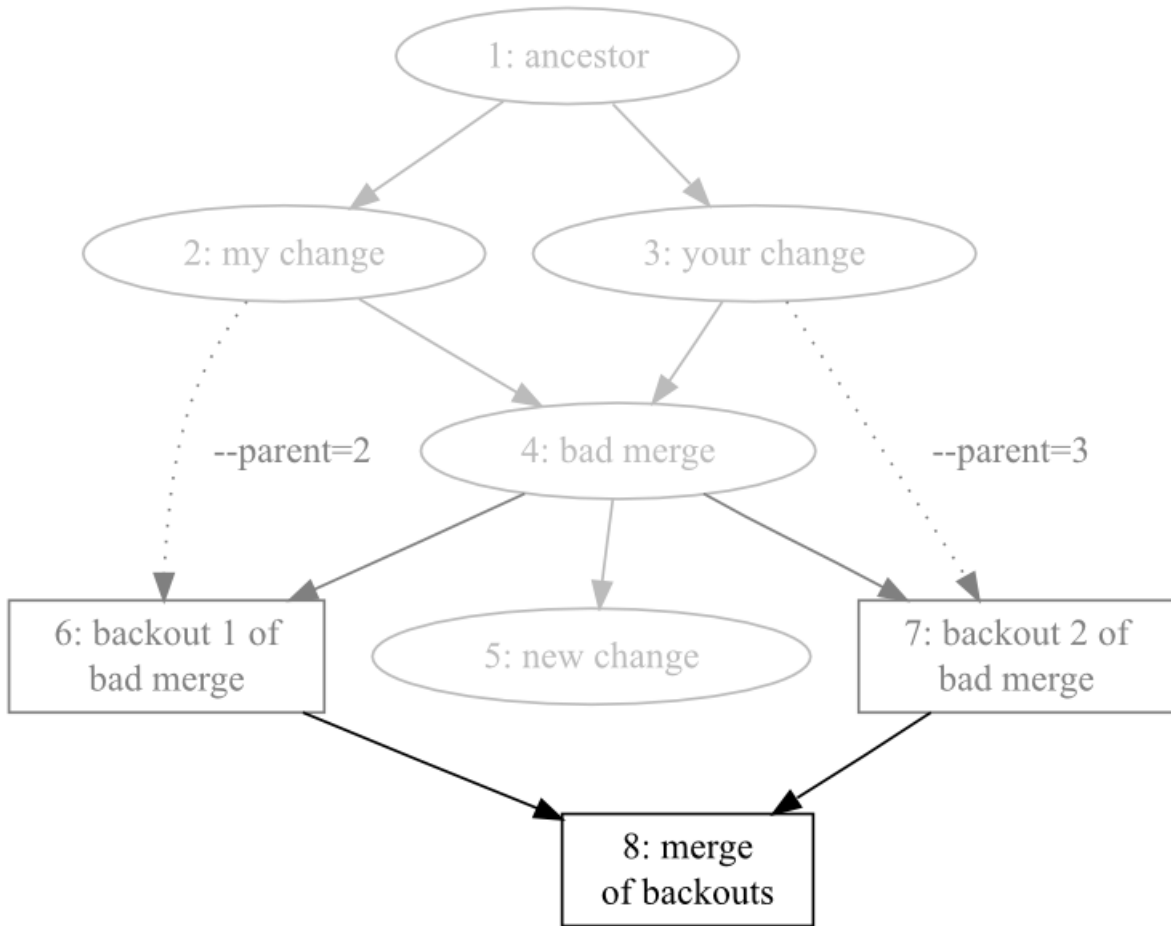 1: ancestor
2: my change
3: your change
--parent=2
4: bad merge
--parent=3
6: backout 1 of
bad merge
5: new change
7: backout 2 of
bad merge
8: merge
of backouts